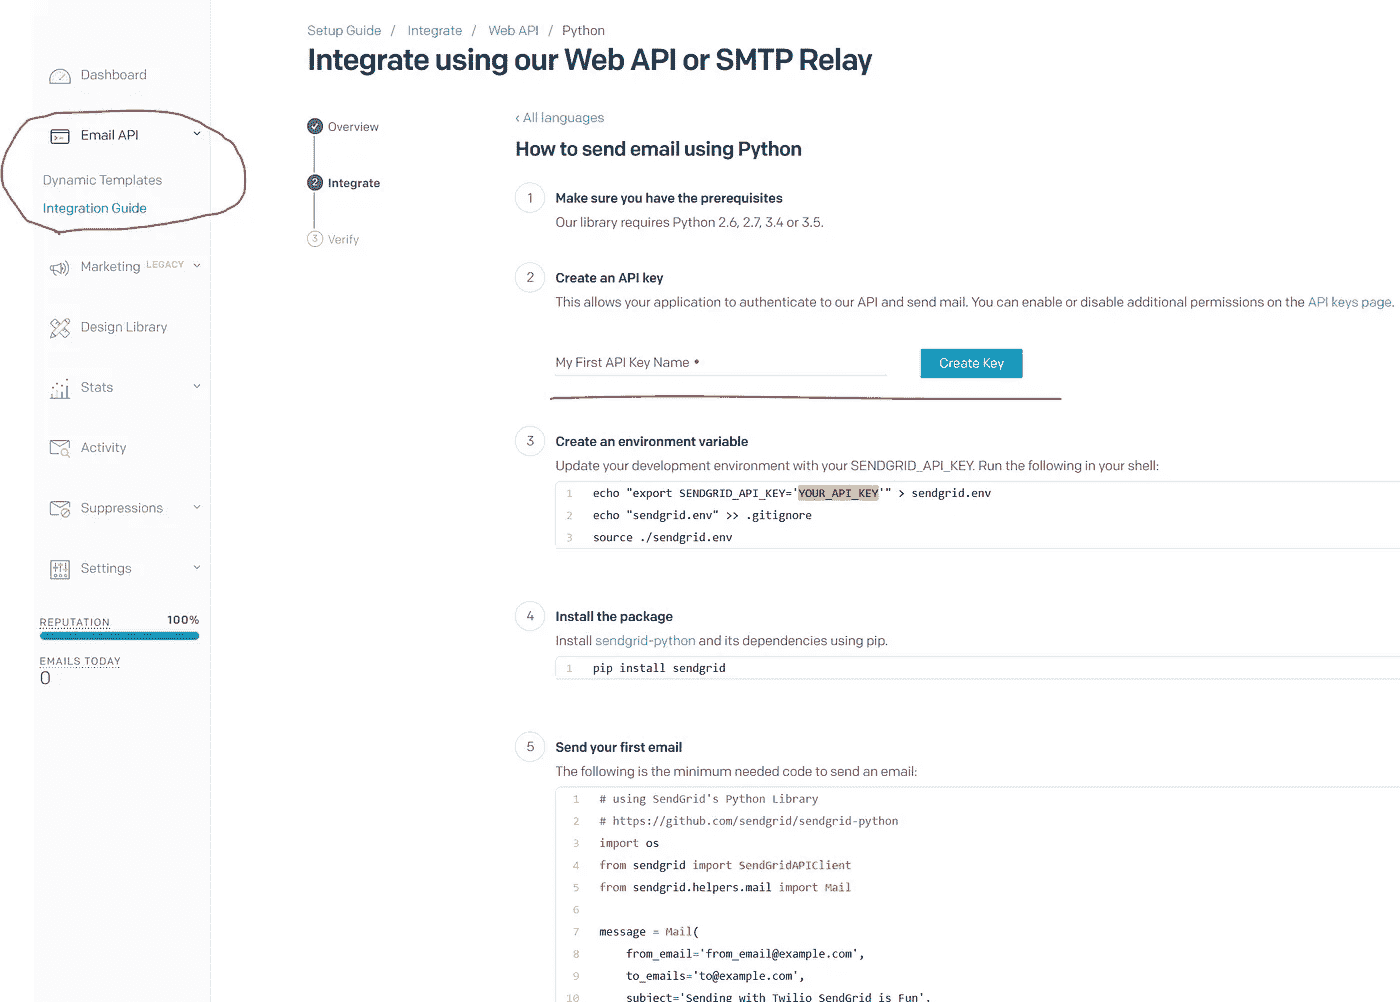 Setup Guide / Integrate / Web API / Python
Integrate using our Web API or SMTP Relay
Dashboard
Email API
Dynamic Templates
Integration Guide
Marketing LEGACY
Design Library
Stats
Activity
Suppressions
Settings
REPUTATION 100%
EMAILS TODAY
0
Overview
2 Integrate
3 Verify
‹ All languages
How to send email using Python
1 Make sure you have the prerequisites
Our library requires Python 2.6, 2.7, 3.4 or 3.5.
2 Create an API key
This allows your application to authenticate to our API and send mail. You can enable or disable additional permissions on the API keys page.
My First API Key Name * Create Key
3 Create an environment variable
Update your development environment with your SENDGRID_API_KEY. Run the following in your shell:
1 echo "export SENDGRID_API_KEY='YOUR_API_KEY'" > sendgrid.env
2 echo "sendgrid.env" >> .gitignore
3 source ./sendgrid.env
4 Install the package
Install sendgrid-python and its dependencies using pip.
1 pip install sendgrid
5 Send your first email
The following is the minimum needed code to send an email:
1 # using SendGrid's Python Library
2 # https://github.com/sendgrid/sendgrid-python
3 import os
4 from sendgrid import SendGridAPIClient
5 from sendgrid.helpers.mail import Mail
6
7 message = Mail(
8 from_email='from_email@example.com',
9 to_emails='to@example.com',
10 subject='Sending with Twilio SendGrid is Fun',